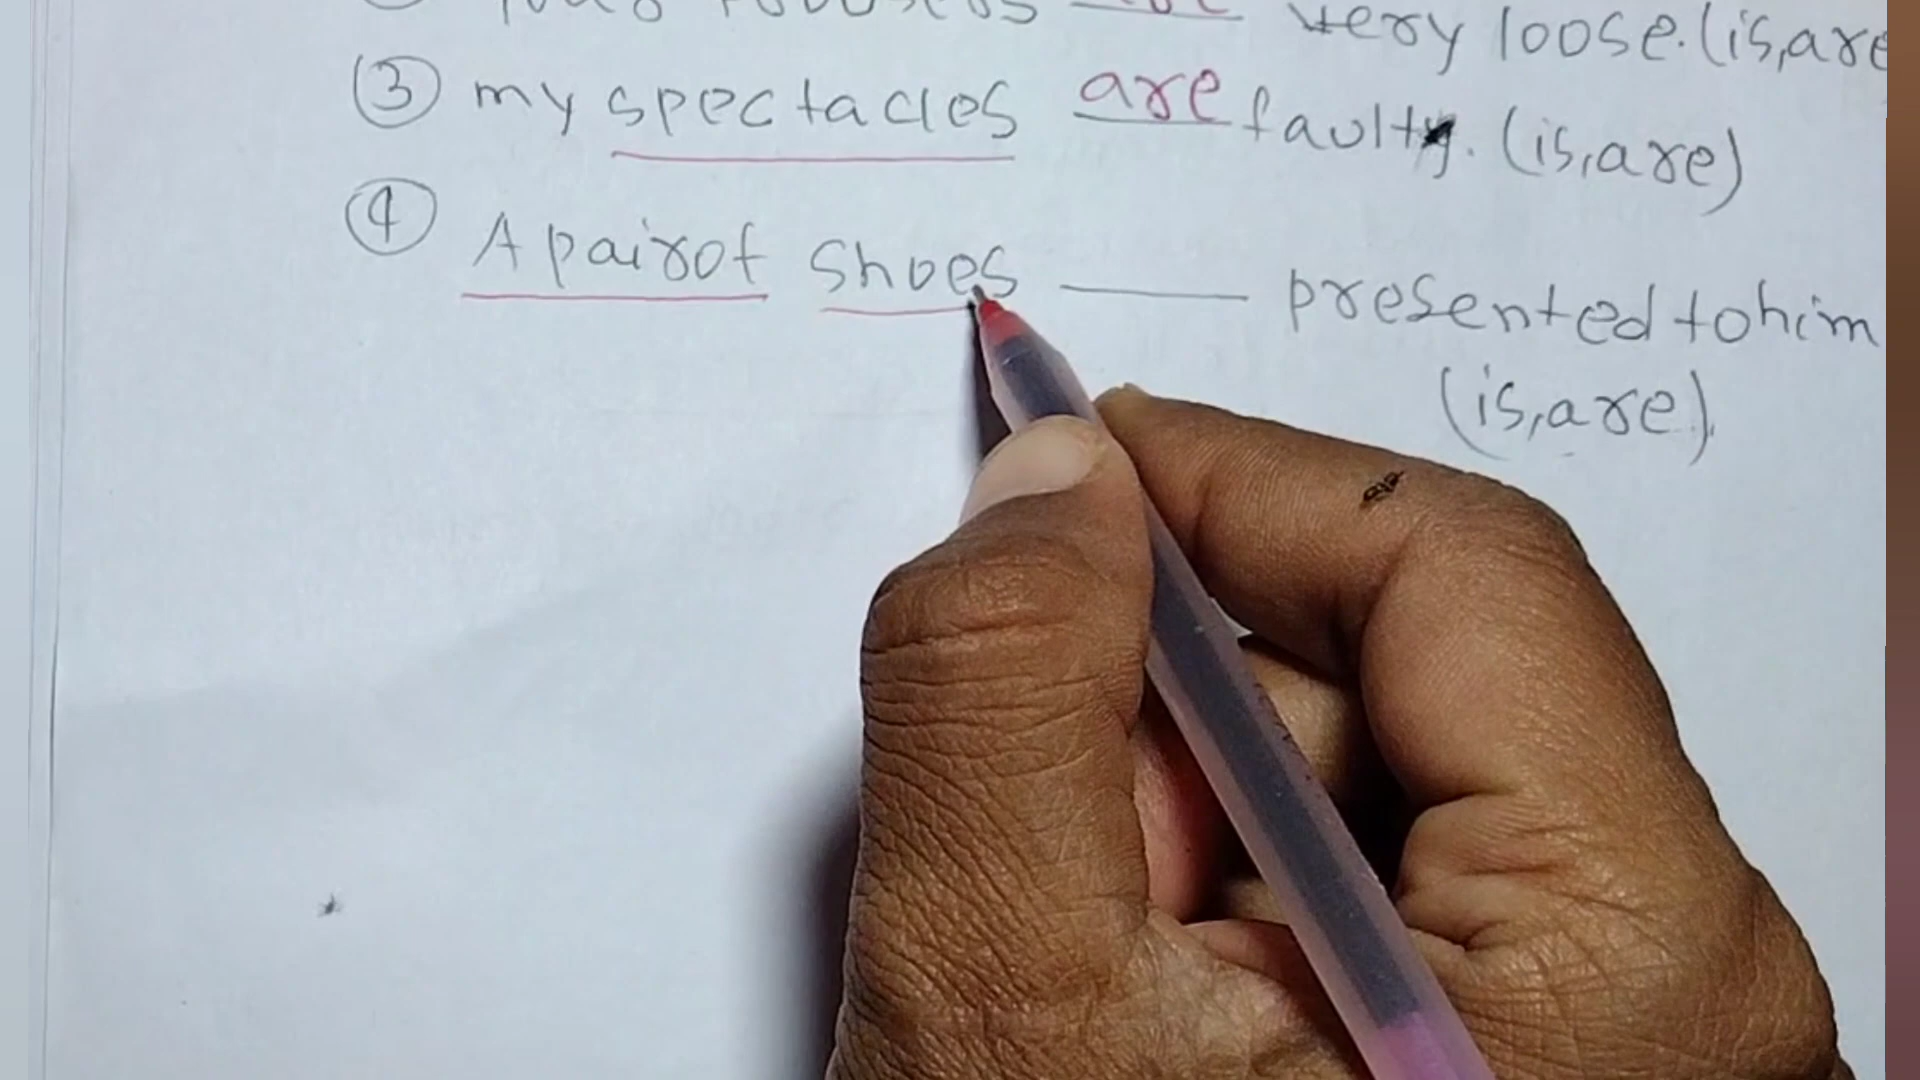 very loose. (is, are
③ my spectacles are faulty. (is, are)
④ A pair of shoes ____ presented to him
(is, are).